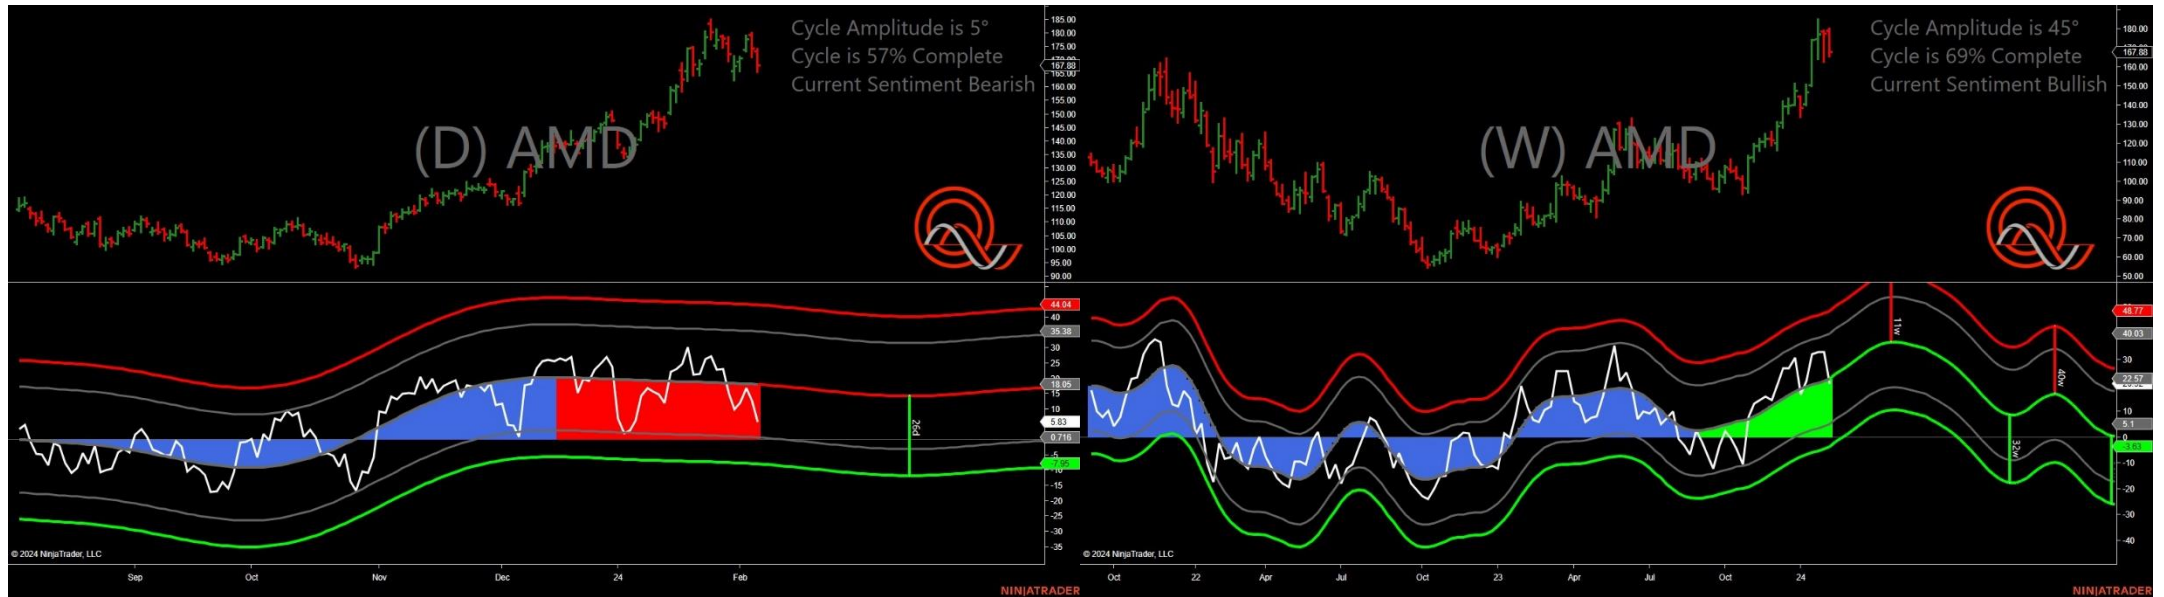 Cycle Amplitude is 5°
Cycle is 57% Complete
Current Sentiment Bearish
(D) AMD
185.00
180.00
175.00
170.00
167.88
160.00
155.00
150.00
145.00
140.00
135.00
130.00
125.00
120.00
115.00
110.00
105.00
100.00
95.00
90.00
44.04
40
35.38
30
25
20
18.05
15
10
5.83
0.716
-5
-7.95
-10
-15
-20
-25
-30
-35
26d
© 2024 NinjaTrader, LLC
Sep
Oct
Nov
Dec
24
Feb
NINJATRADER
Cycle Amplitude is 45°
Cycle is 69% Complete
Current Sentiment Bullish
(W) AMD
180.00
167.88
160.00
150.00
140.00
130.00
120.00
110.00
100.00
90.00
80.00
70.00
60.00
50.00
48.77
40.03
30
22.57
10
5.1
0
-3.63
-10
-20
-30
-40
11w
32w
40w
© 2024 NinjaTrader, LLC
Oct
22
Apr
Jul
Oct
23
Apr
Jul
Oct
24
NINJATRADER